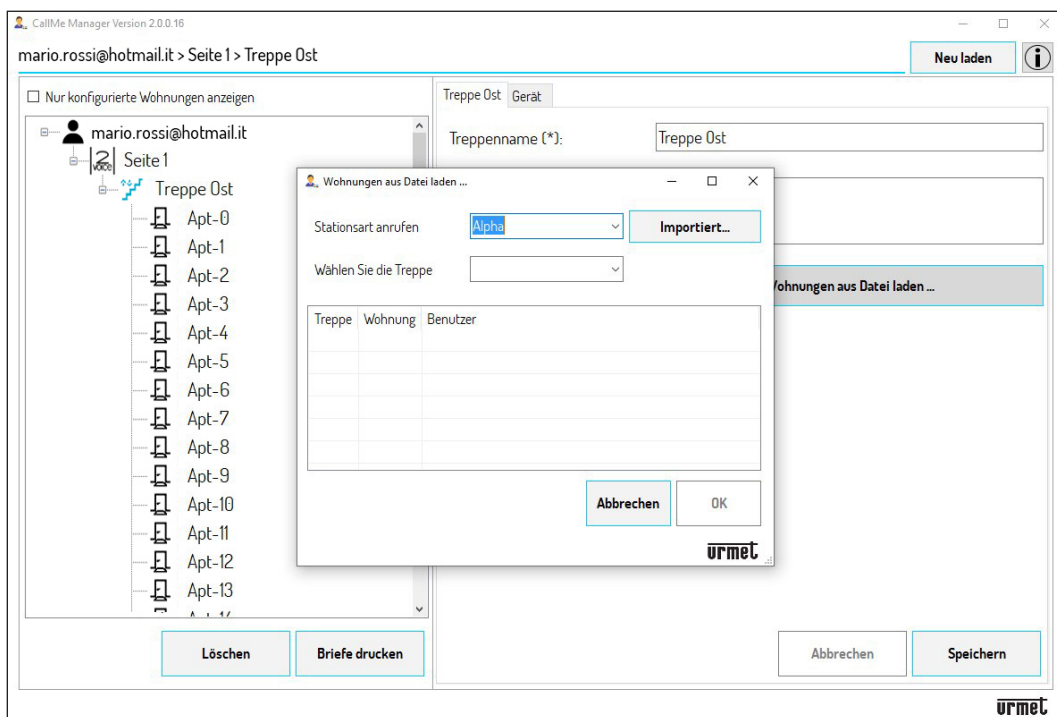 CallMe Manager Version 2.0.0.16
mario.rossi@hotmail.it > Seite 1 > Treppe Ost
Neu laden
Nur konfigurierte Wohnungen anzeigen
mario.rossi@hotmail.it
2 VOICE
Seite 1
Treppe Ost
Apt-0
Apt-1
Apt-2
Apt-3
Apt-4
Apt-5
Apt-6
Apt-7
Apt-8
Apt-9
Apt-10
Apt-11
Apt-12
Apt-13
Löschen
Briefe drucken
Treppe Ost Gerät
Treppenname (*): Treppe Ost
Wohnungen aus Datei laden ...
Stationsart anrufen Alpha Importiert...
Wählen Sie die Treppe
Treppe Wohnung Benutzer
Abbrechen OK
urmet
ohnungen aus Datei laden ...
Abbrechen
Speichern
urmet